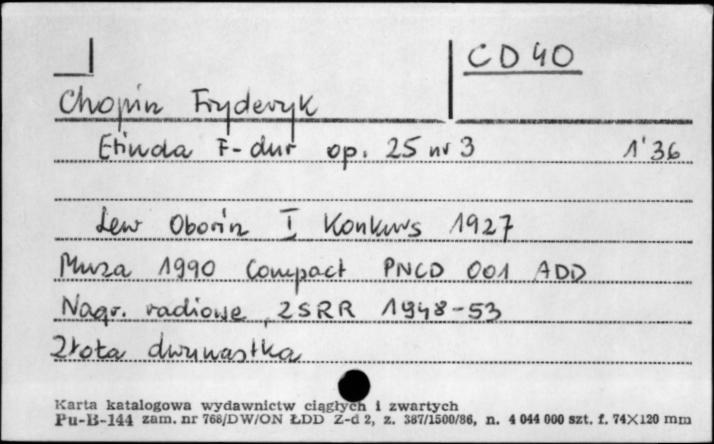 CD 40
Chopin Fryderyk
Etiuda F-dur op. 25 nr 3 1'36
Lew Oborin I Konkurs 1927
Muza 1990 Compact PNCD 001 ADD
Nagr. radiowe, ZSRR 1948-53
Złota dwunastka
Karta katalogowa wydawnictw ciągłych i zwartych
Pu-B-144 zam. nr 768/DW/ON ŁDD Z-d 2, z. 387/1500/86, n. 4 044 000 szt. f. 74X120 mm